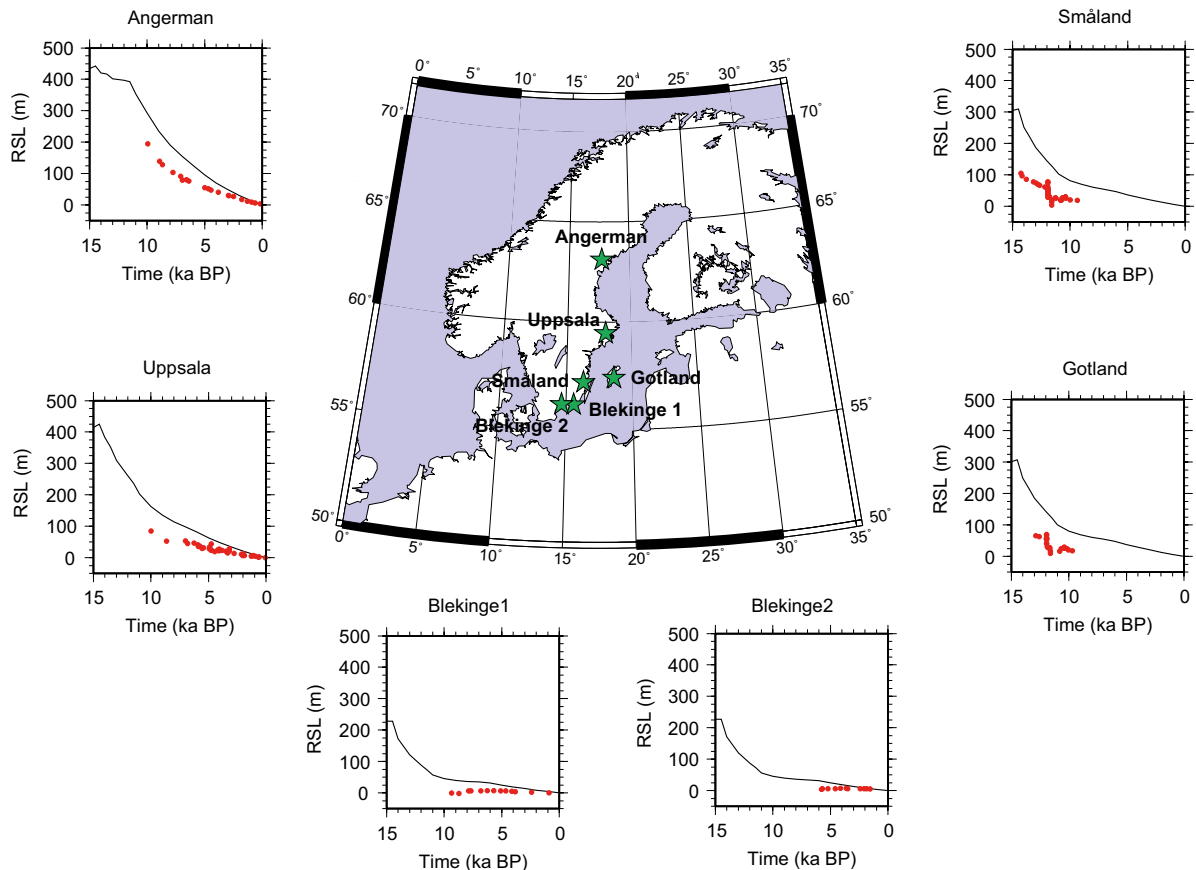 Angerman
500
400
300
200
100
0
RSL (m)
15 10 5 0
Time (ka BP)
Småland
500
400
300
200
100
0
RSL (m)
15 10 5 0
Time (ka BP)
0° 5° 10° 15° 20° 25° 30° 35°
70° 70°
65° 65°
60° 60°
55° 55°
50° 50°
0° 5° 10° 15° 20° 25° 30° 35°
Angerman
Uppsala
Småland
Gotland
Blekinge 1
Blekinge 2
Uppsala
500
400
300
200
100
0
RSL (m)
15 10 5 0
Time (ka BP)
Gotland
500
400
300
200
100
0
RSL (m)
15 10 5 0
Time (ka BP)
Blekinge1
500
400
300
200
100
0
RSL (m)
15 10 5 0
Time (ka BP)
Blekinge2
500
400
300
200
100
0
RSL (m)
15 10 5 0
Time (ka BP)